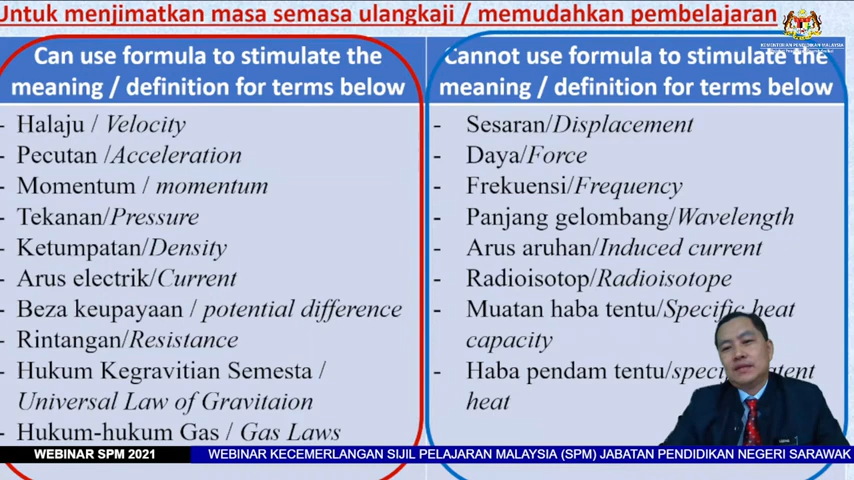 Untuk menjimatkan masa semasa ulangkaji / memudahkan pembelajaran
KEMENTERIAN PENDIDIKAN MALAYSIA
Can use formula to stimulate the
meaning / definition for terms below
- Halaju / Velocity
- Pecutan /Acceleration
- Momentum / momentum
- Tekanan/Pressure
- Ketumpatan/Density
- Arus electrik/Current
- Beza keupayaan / potential difference
- Rintangan/Resistance
- Hukum Kegravitian Semesta /
Universal Law of Gravitaion
- Hukum-hukum Gas / Gas Laws
Cannot use formula to stimulate the
meaning / definition for terms below
- Sesaran/Displacement
- Daya/Force
- Frekuensi/Frequency
- Panjang gelombang/Wavelength
- Arus aruhan/Induced current
- Radioisotop/Radioisotope
- Muatan haba tentu/Specific heat
capacity
- Haba pendam tentu/specific latent
heat
WEBINAR SPM 2021
WEBINAR KECEMERLANGAN SIJIL PELAJARAN MALAYSIA (SPM) JABATAN PENDIDIKAN NEGERI SARAWAK